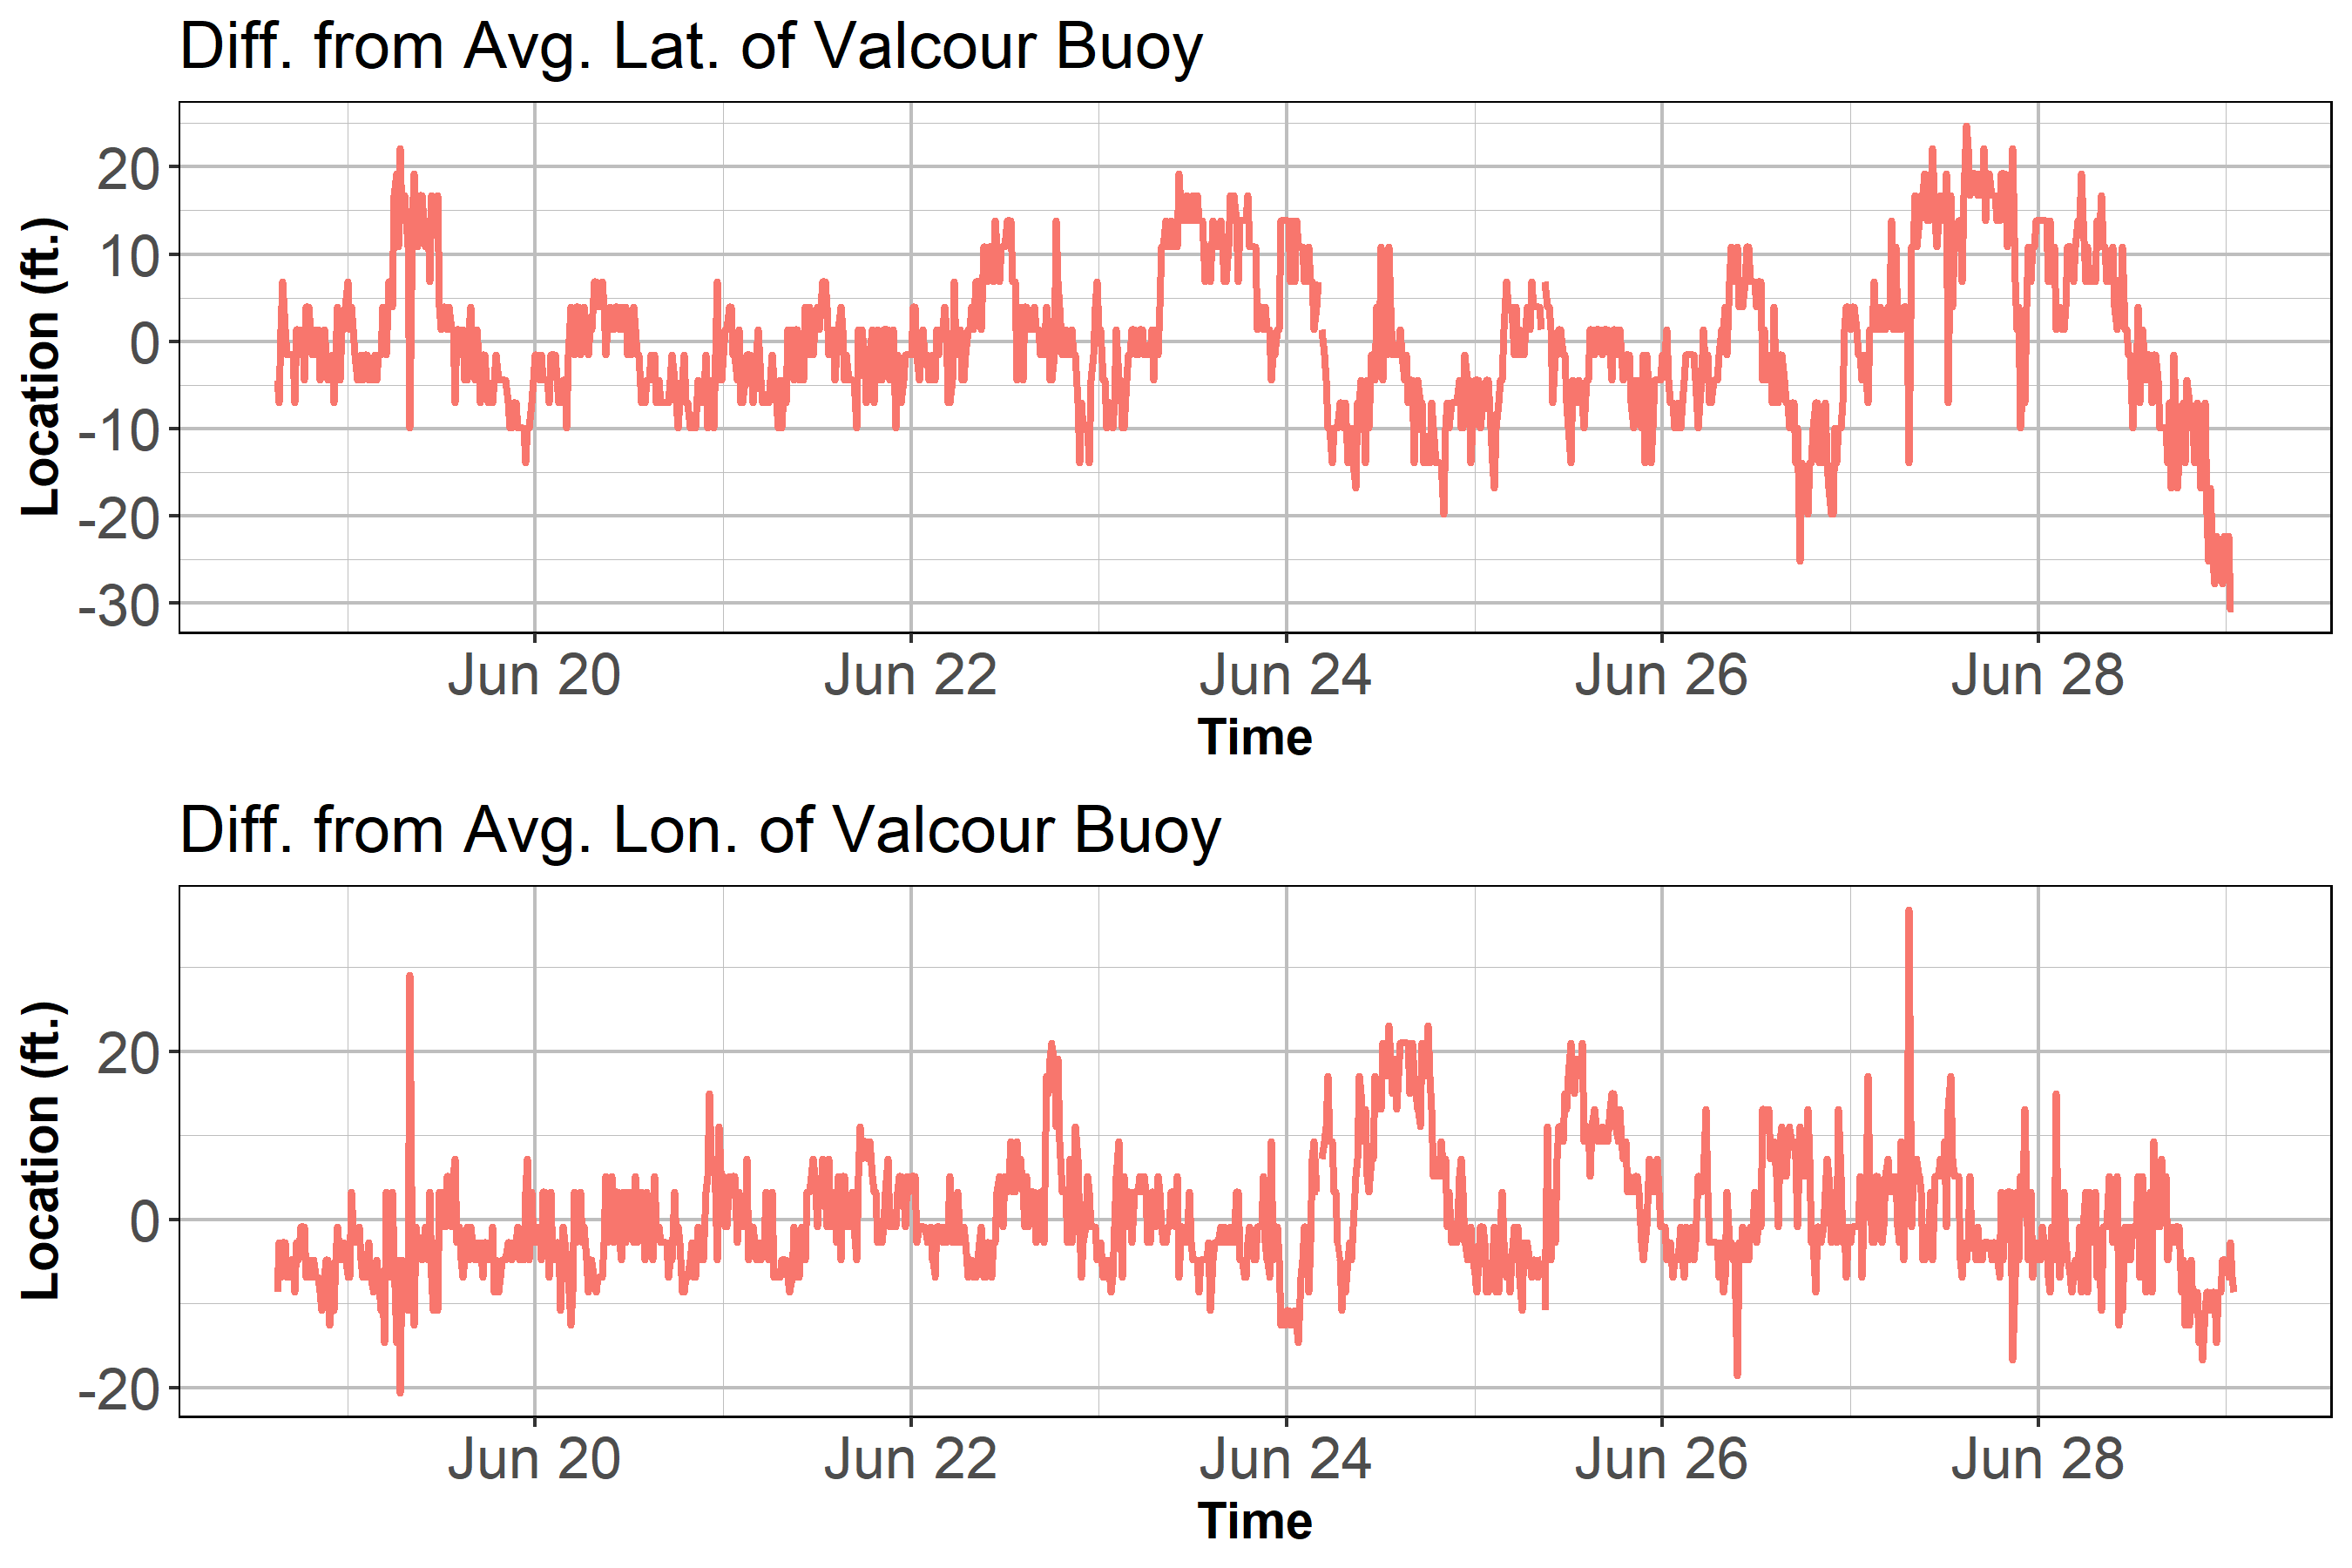 Diff. from Avg. Lat. of Valcour Buoy
Location (ft.)
20
10
0
-10
-20
-30
Jun 20 Jun 22 Jun 24 Jun 26 Jun 28
Time
Diff. from Avg. Lon. of Valcour Buoy
Location (ft.)
20
0
-20
Jun 20 Jun 22 Jun 24 Jun 26 Jun 28
Time